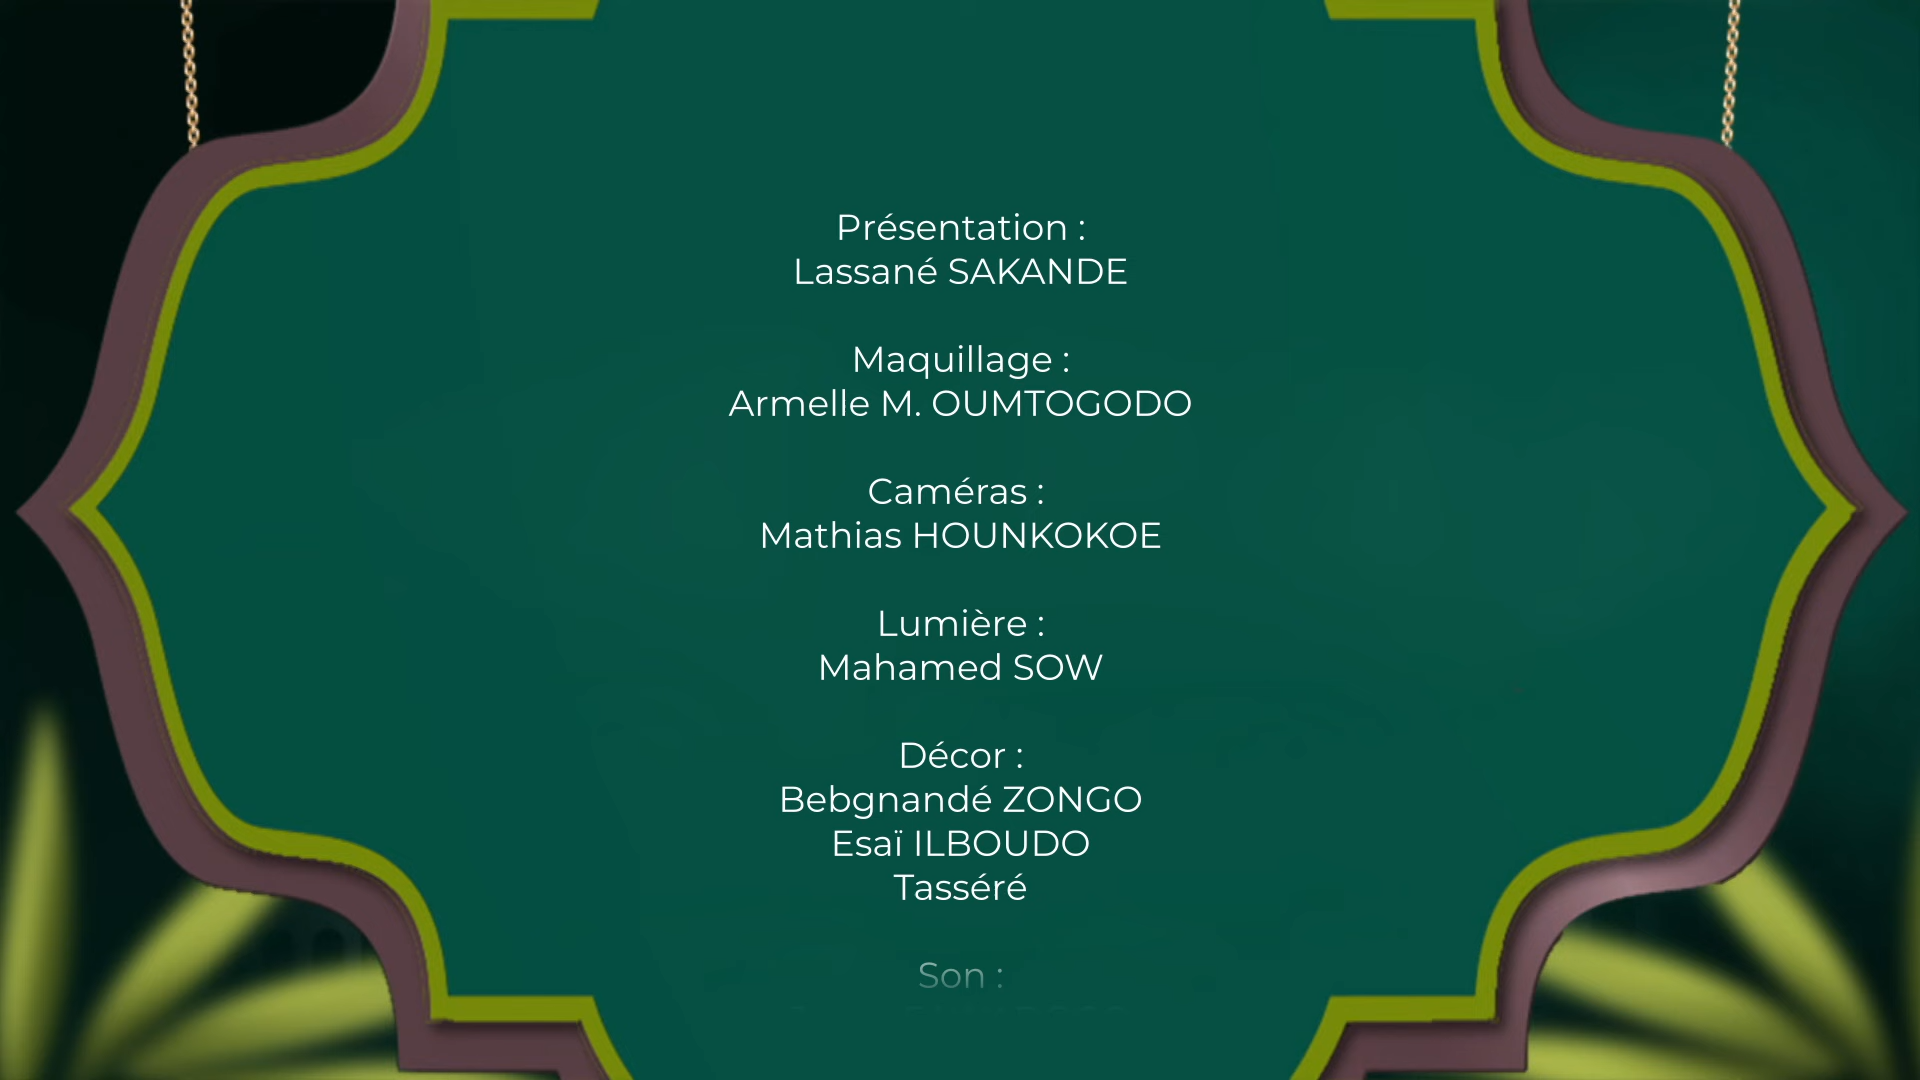 Présentation :
Lassané SAKANDE
Maquillage :
Armelle M. OUMTOGODO
Caméras :
Mathias HOUNKOKOE
Lumière :
Mahamed SOW
Décor :
Bebgnandé ZONGO
Esaï ILBOUDO
Tasséré
Son :